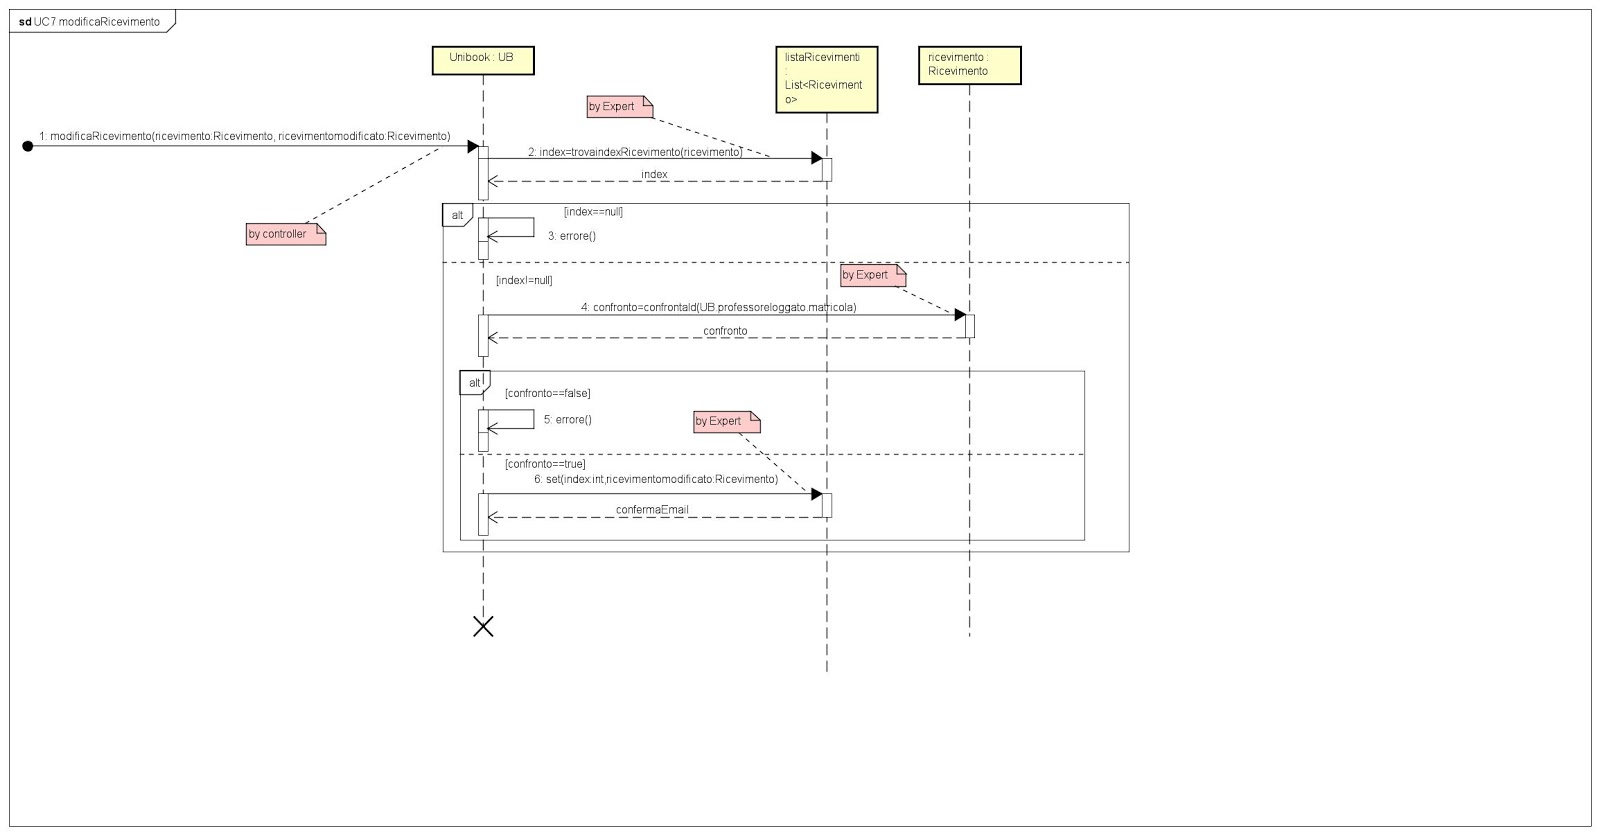 sd UC7 modificaRicevimento
Unibook : UB
listaRicevimenti
:
List<Riceviment
o>
ricevimento :
Ricevimento
by Expert
1: modificaRicevimento(ricevimento:Ricevimento, ricevimentomodificato:Ricevimento)
2: index=trovaindexRicevimento(ricevimento)
index
by controller
alt
[index==null]
3: errore()
[index!=null]
by Expert
4: confronto=confrontaId(UB.professoreloggato.matricola)
confronto
alt
[confronto==false]
5: errore()
by Expert
[confronto==true]
6: set(index:int,ricevimentomodificato:Ricevimento)
confermaEmail